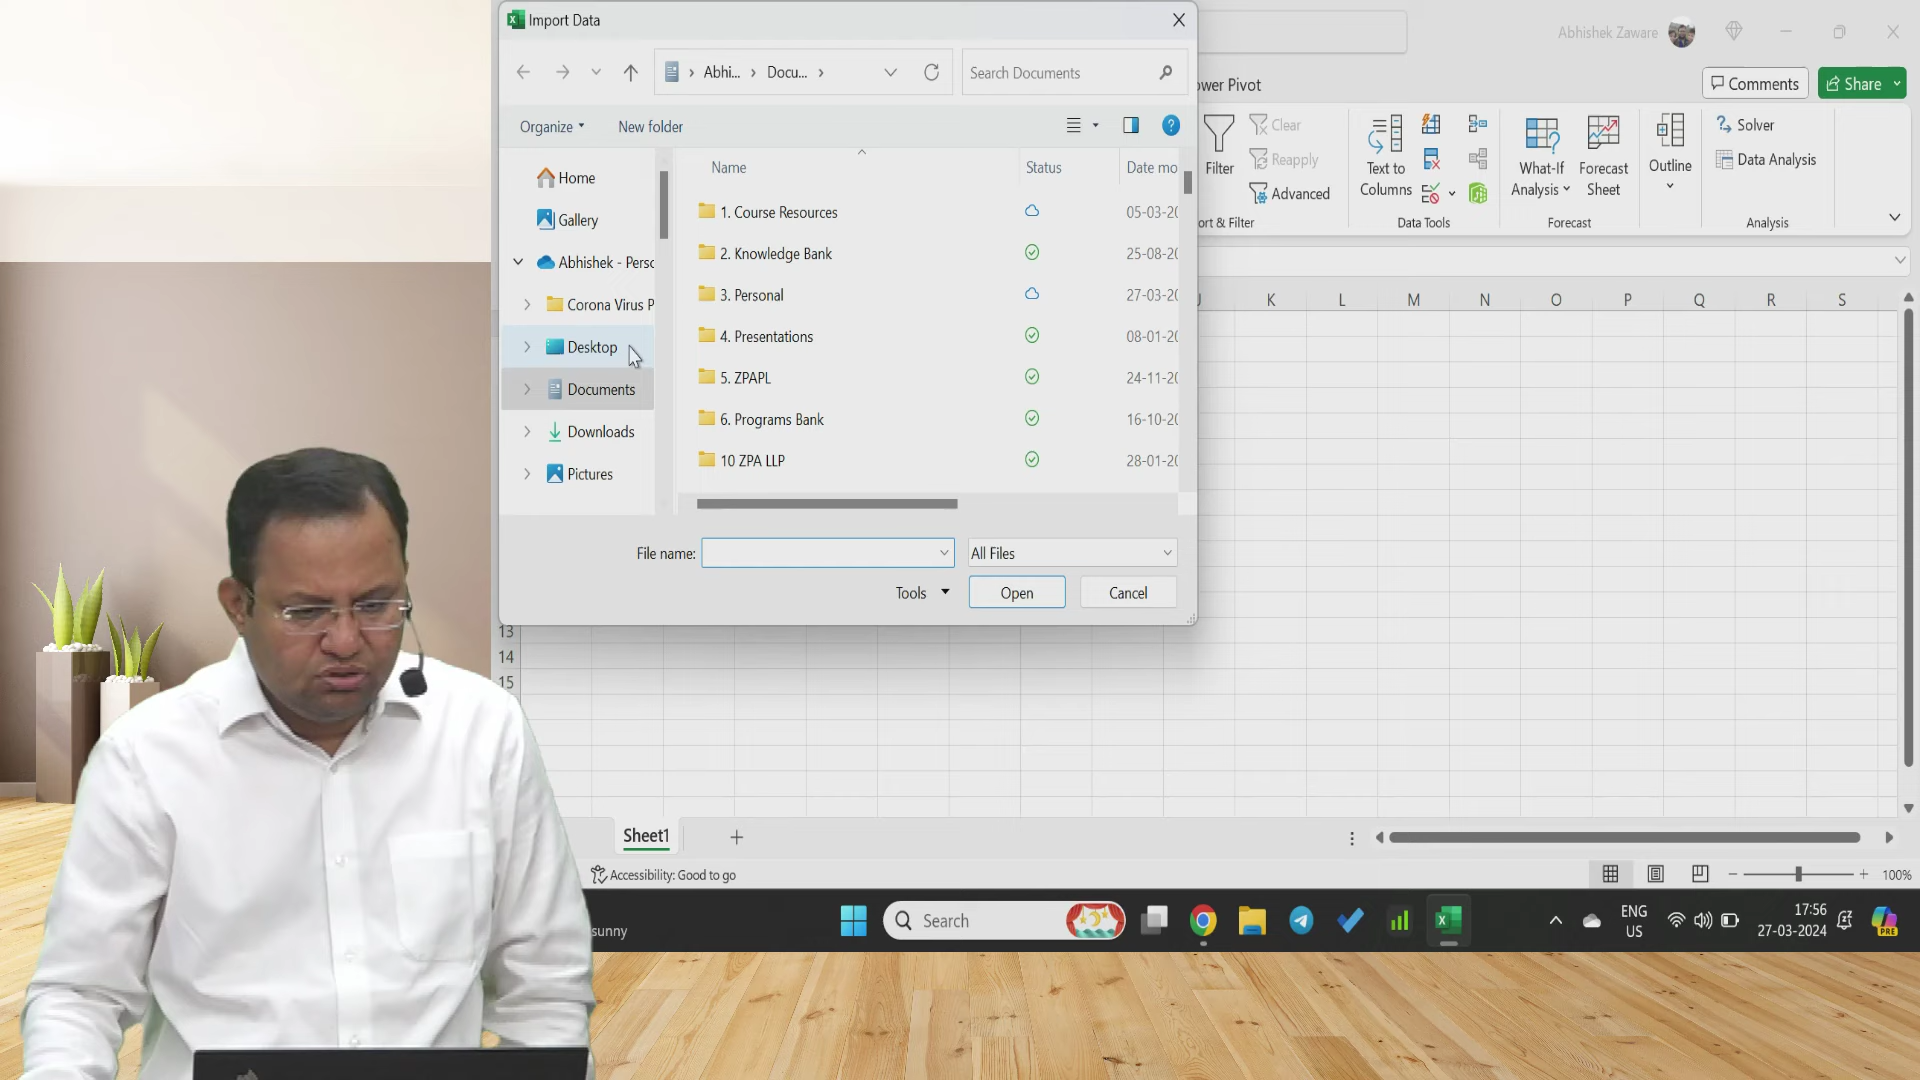 Import Data
Abhishek Zaware
Abhi... Docu...
Search Documents
ower Pivot
Comments
Share
Organize
New folder
Clear
Reapply
Advanced
Filter
Text to
Columns
What-If
Analysis
Forecast
Sheet
Outline
Solver
Data Analysis
ort & Filter
Data Tools
Forecast
Analysis
Name
Status
Date mo
Home
Gallery
Abhishek - Perso
Corona Virus P
Desktop
Documents
Downloads
Pictures
1. Course Resources 05-03-20
2. Knowledge Bank 25-08-20
3. Personal 27-03-20
4. Presentations 08-01-20
5. ZPAPL 24-11-20
6. Programs Bank 16-10-20
10 ZPA LLP 28-01-20
J K L M N O P Q R S
File name:
All Files
Tools
Open
Cancel
13
14
15
Sheet1
Accessibility: Good to go
100%
sunny
Search
PRE
ENG
US
17:56
27-03-2024